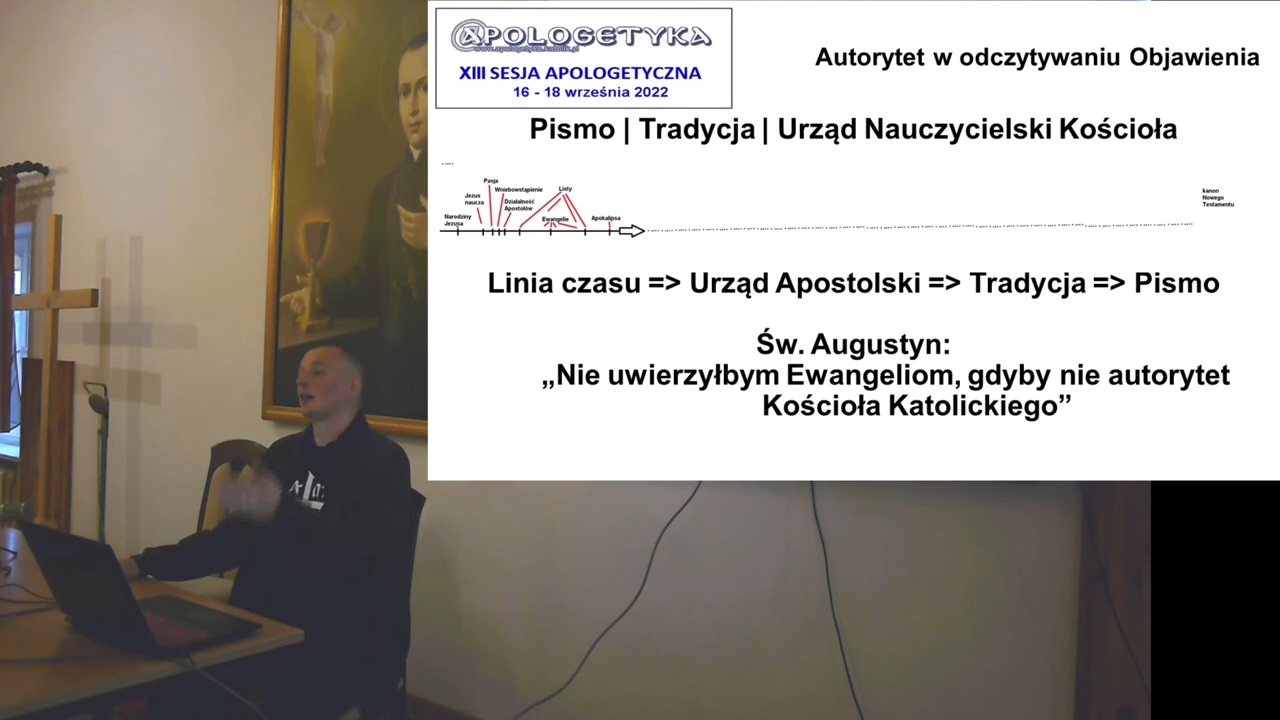 @POLOGETYKA
www.apologetyka.katolik.pl
XIII SESJA APOLOGETYCZNA
16 - 18 września 2022
Autorytet w odczytywaniu Objawienia
Pismo | Tradycja | Urząd Nauczycielski Kościoła
Narodziny
Jezusa
Jezus
naucza
Pasja
Wniebowstąpienie
Działalność
Apostołów
Listy
Ewangelie
Apokalipsa
kanon
Nowego
Testamentu
Linia czasu => Urząd Apostolski => Tradycja => Pismo
Św. Augustyn:
„Nie uwierzyłbym Ewangeliom, gdyby nie autorytet
Kościoła Katolickiego”